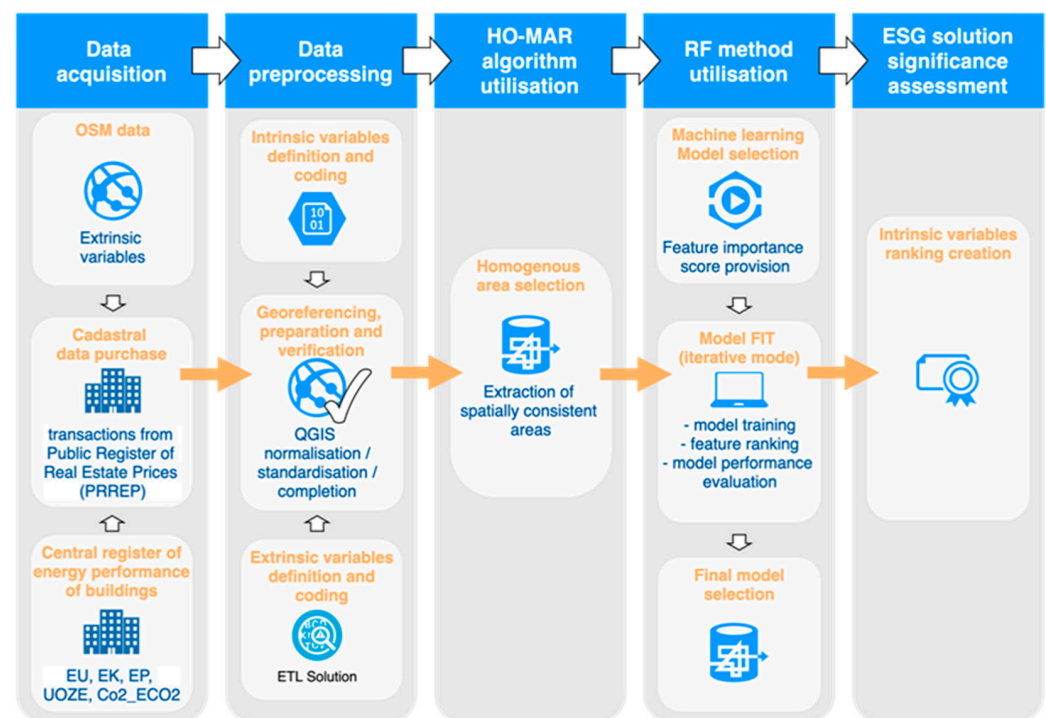 Data
acquisition
Data
preprocessing
HO-MAR
algorithm
utilisation
RF method
utilisation
ESG solution
significance
assessment
OSM data
Extrinsic
variables
Cadastral
data purchase
transactions from
Public Register of
Real Estate Prices
(PRREP)
Central register of
energy performance
of buildings
EU, EK, EP,
UOZE, Co2_ECO2
Intrinsic variables
definition and
coding
10
01
Georeferencing,
preparation and
verification
QGIS
normalisation /
standardisation /
completion
Extrinsic variables
definition and
coding
ETL Solution
Homogenous
area selection
Extraction of
spatially consistent
areas
Machine learning
Model selection
Feature importance
score provision
Model FIT
(iterative mode)
- model training
- feature ranking
- model performance
evaluation
Final model
selection
Intrinsic variables
ranking creation